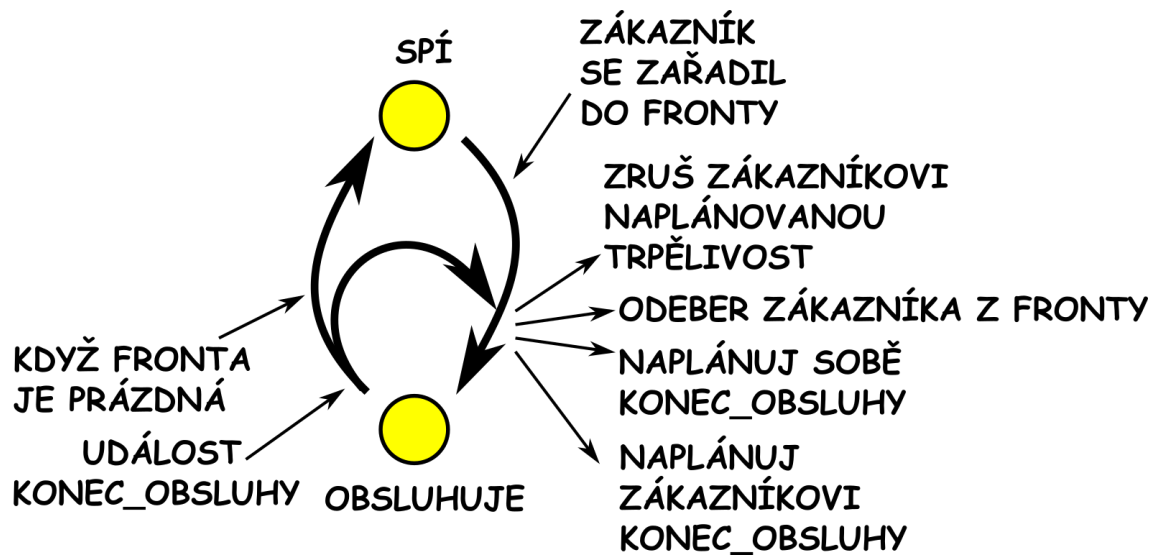 SPÍ
ZÁKAZNÍK
SE ZAŘADIL
DO FRONTY
ZRUŠ ZÁKAZNÍKOVI
NAPLÁNOVANOU
TRPĚLIVOST
ODEBER ZÁKAZNÍKA Z FRONTY
NAPLÁNUJ SOBĚ
KONEC_OBSLUHY
NAPLÁNUJ
ZÁKAZNÍKOVI
KONEC_OBSLUHY
KDYŽ FRONTA
JE PRÁZDNÁ
UDÁLOST
KONEC_OBSLUHY
OBSLUHUJE